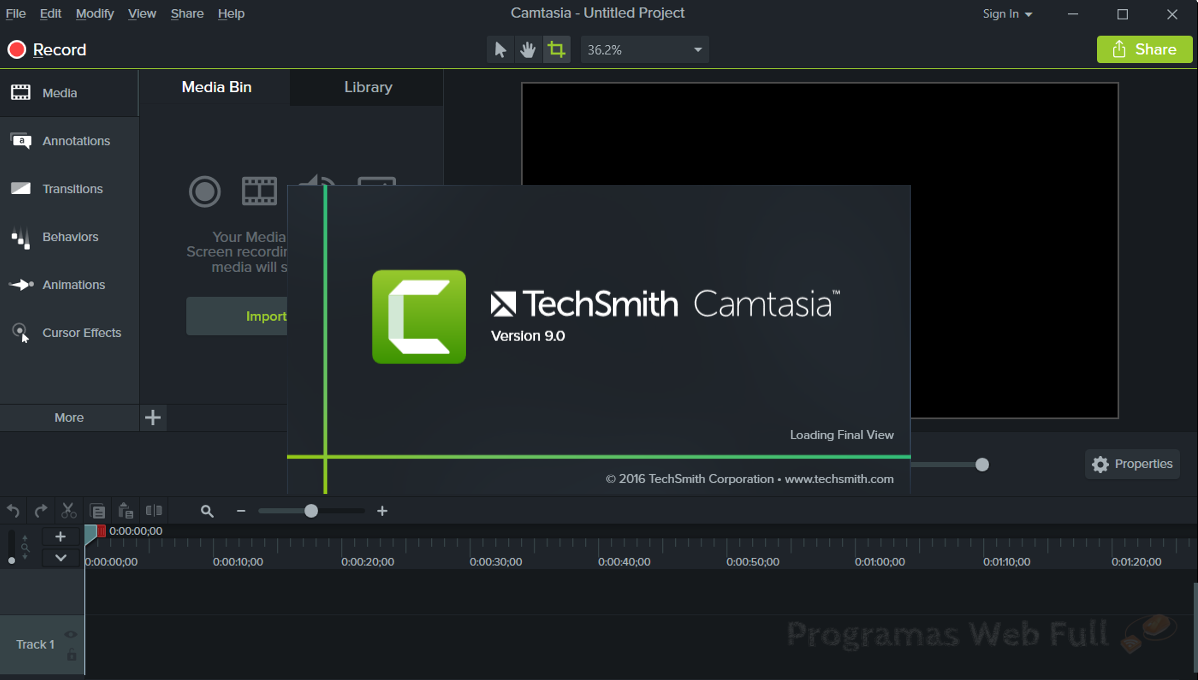 File Edit Modify View Share Help
Camtasia - Untitled Project
Sign In
Record
36.2%
Share
Media
Annotations
Transitions
Behaviors
Animations
Cursor Effects
More
Media Bin
Library
Your Media
Screen recordin
media will s
Import
TechSmith Camtasia™
Version 9.0
Loading Final View
© 2016 TechSmith Corporation • www.techsmith.com
Properties
0:00:00;00
0:00:00;00 0:00:10;00 0:00:20;00 0:00:30;00 0:00:40;00 0:00:50;00 0:01:00;00 0:01:10;00 0:01:20;00
Track 1
Programas Web Full